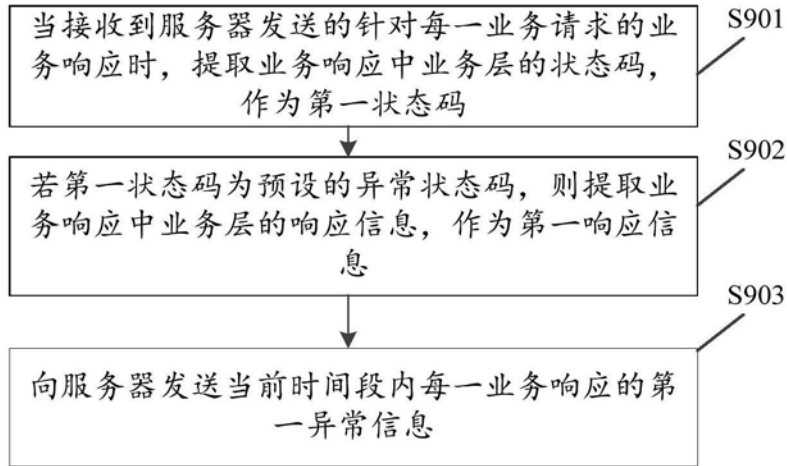 当接收到服务器发送的针对每一业务请求的业
务响应时，提取业务响应中业务层的状态码，
作为第一状态码
S901
若第一状态码为预设的异常状态码，则提取业
务响应中业务层的响应信息，作为第一响应信
息
S902
向服务器发送当前时间段内每一业务响应的第
一异常信息
S903